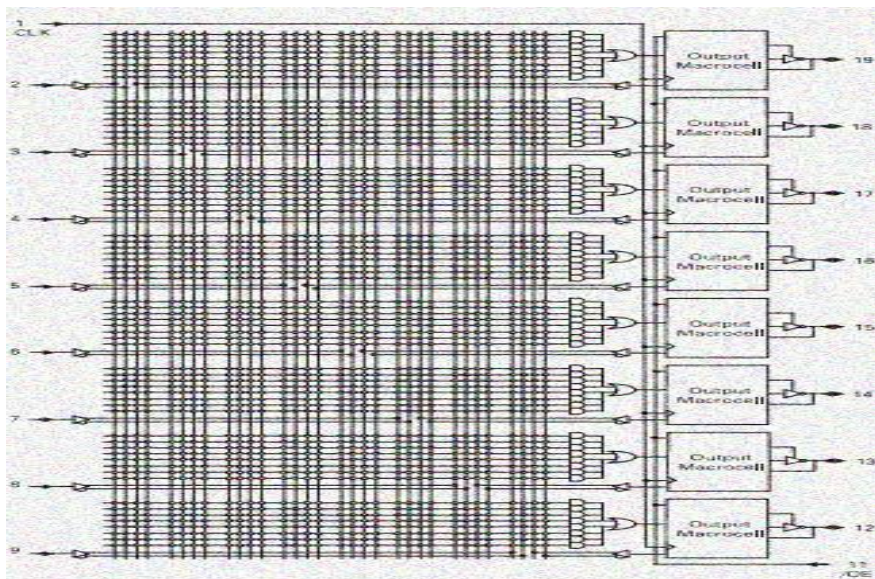 1
CLK
Output
Macrocell
19
2
Output
Macrocell
18
3
Output
Macrocell
17
4
Output
Macrocell
16
5
Output
Macrocell
15
6
Output
Macrocell
14
7
Output
Macrocell
13
8
Output
Macrocell
12
9
11
/OE